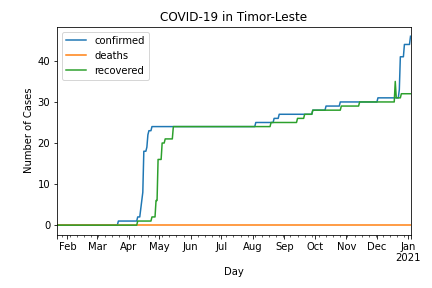 COVID-19 in Timor-Leste
confirmed
deaths
recovered
Number of Cases
40
30
20
10
0
Feb Mar Apr May Jun Jul Aug Sep Oct Nov Dec Jan
2021
Day